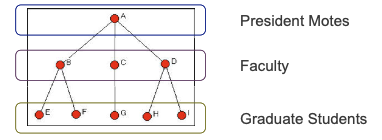 A
President Motes
B
C
D
Faculty
E
F
G
H
I
Graduate Students